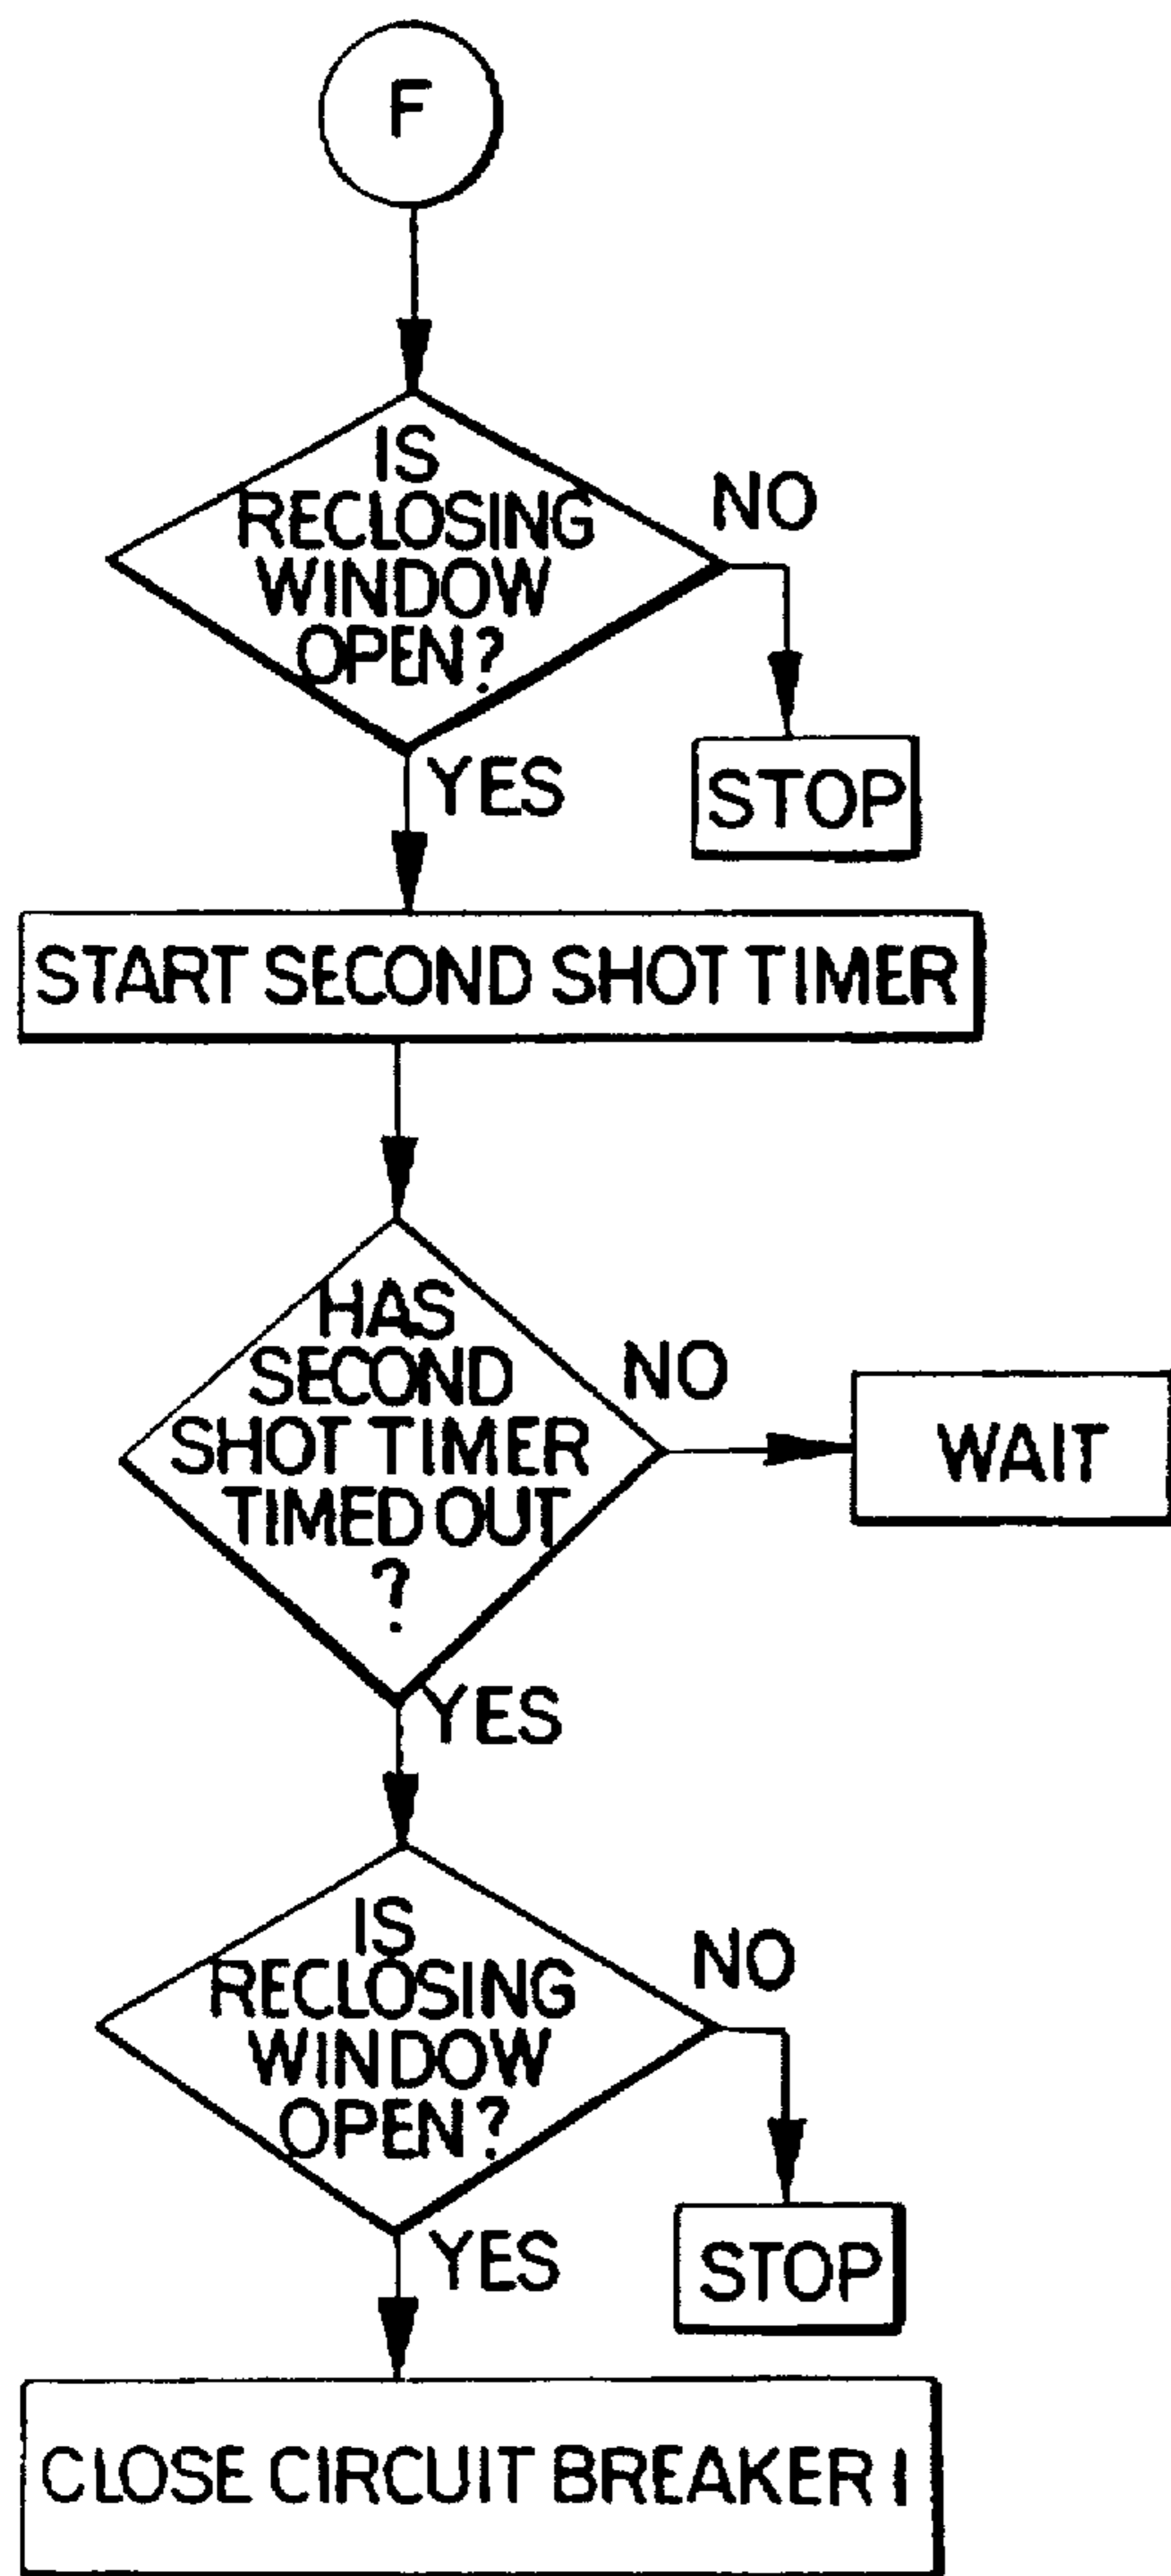 F
IS
RECLOSING
WINDOW
OPEN?
NO
STOP
YES
START SECOND SHOT TIMER
HAS
SECOND
SHOT TIMER
TIMED OUT
?
NO
WAIT
YES
IS
RECLOSING
WINDOW
OPEN?
NO
STOP
YES
CLOSE CIRCUIT BREAKER 1